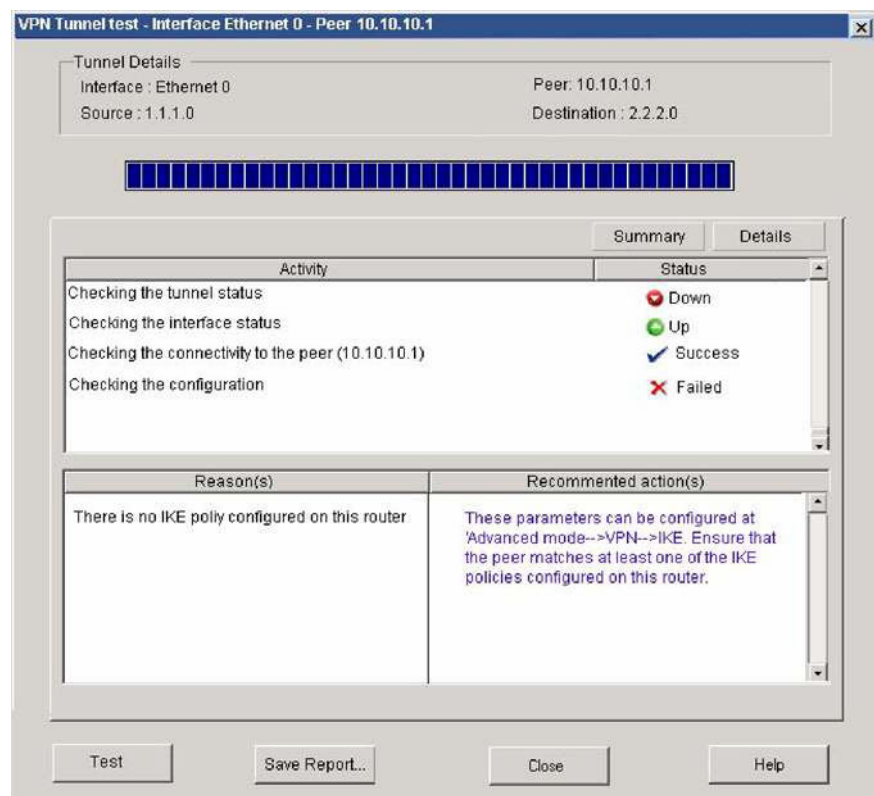 VPN Tunnel test - Interface Ethernet 0 - Peer 10.10.10.1
Tunnel Details
Interface : Ethernet 0
Peer: 10.10.10.1
Source : 1.1.1.0
Destination : 2.2.2.0
Summary
Details
Activity
Status
Checking the tunnel status
Down
Checking the interface status
Up
Checking the connectivity to the peer (10.10.10.1)
Success
Checking the configuration
Failed
Reason(s)
Recommented action(s)
There is no IKE poliy configured on this router
These parameters can be configured at
'Advanced mode-->VPN-->IKE. Ensure that
the peer matches at least one of the IKE
policies configured on this router.
Test
Save Report...
Close
Help